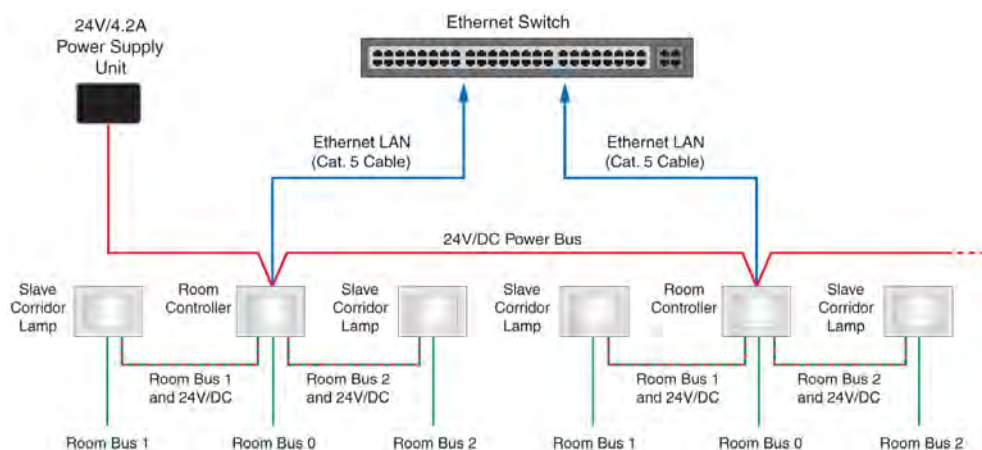 24V/4.2A
Power Supply
Unit
Ethernet Switch
Ethernet LAN
(Cat. 5 Cable)
Ethernet LAN
(Cat. 5 Cable)
24V/DC Power Bus
Slave
Corridor
Lamp
Room
Controller
Slave
Corridor
Lamp
Slave
Corridor
Lamp
Room
Controller
Slave
Corridor
Lamp
Room Bus 1
and 24V/DC
Room Bus 2
and 24V/DC
Room Bus 1
and 24V/DC
Room Bus 2
and 24V/DC
Room Bus 1
Room Bus 0
Room Bus 2
Room Bus 1
Room Bus 0
Room Bus 2